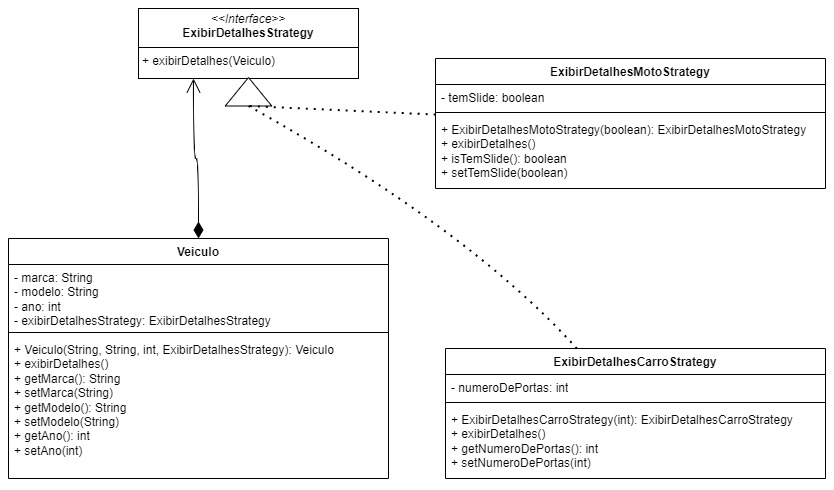 <<Interface>>
ExibirDetalhesStrategy
+ exibirDetalhes(Veiculo)
ExibirDetalhesMotoStrategy
- temSlide: boolean
+ ExibirDetalhesMotoStrategy(boolean): ExibirDetalhesMotoStrategy
+ exibirDetalhes()
+ isTemSlide(): boolean
+ setTemSlide(boolean)
Veiculo
- marca: String
- modelo: String
- ano: int
- exibirDetalhesStrategy: ExibirDetalhesStrategy
+ Veiculo(String, String, int, ExibirDetalhesStrategy): Veiculo
+ exibirDetalhes()
+ getMarca(): String
+ setMarca(String)
+ getModelo(): String
+ setModelo(String)
+ getAno(): int
+ setAno(int)
ExibirDetalhesCarroStrategy
- numeroDePortas: int
+ ExibirDetalhesCarroStrategy(int): ExibirDetalhesCarroStrategy
+ exibirDetalhes()
+ getNumeroDePortas(): int
+ setNumeroDePortas(int)